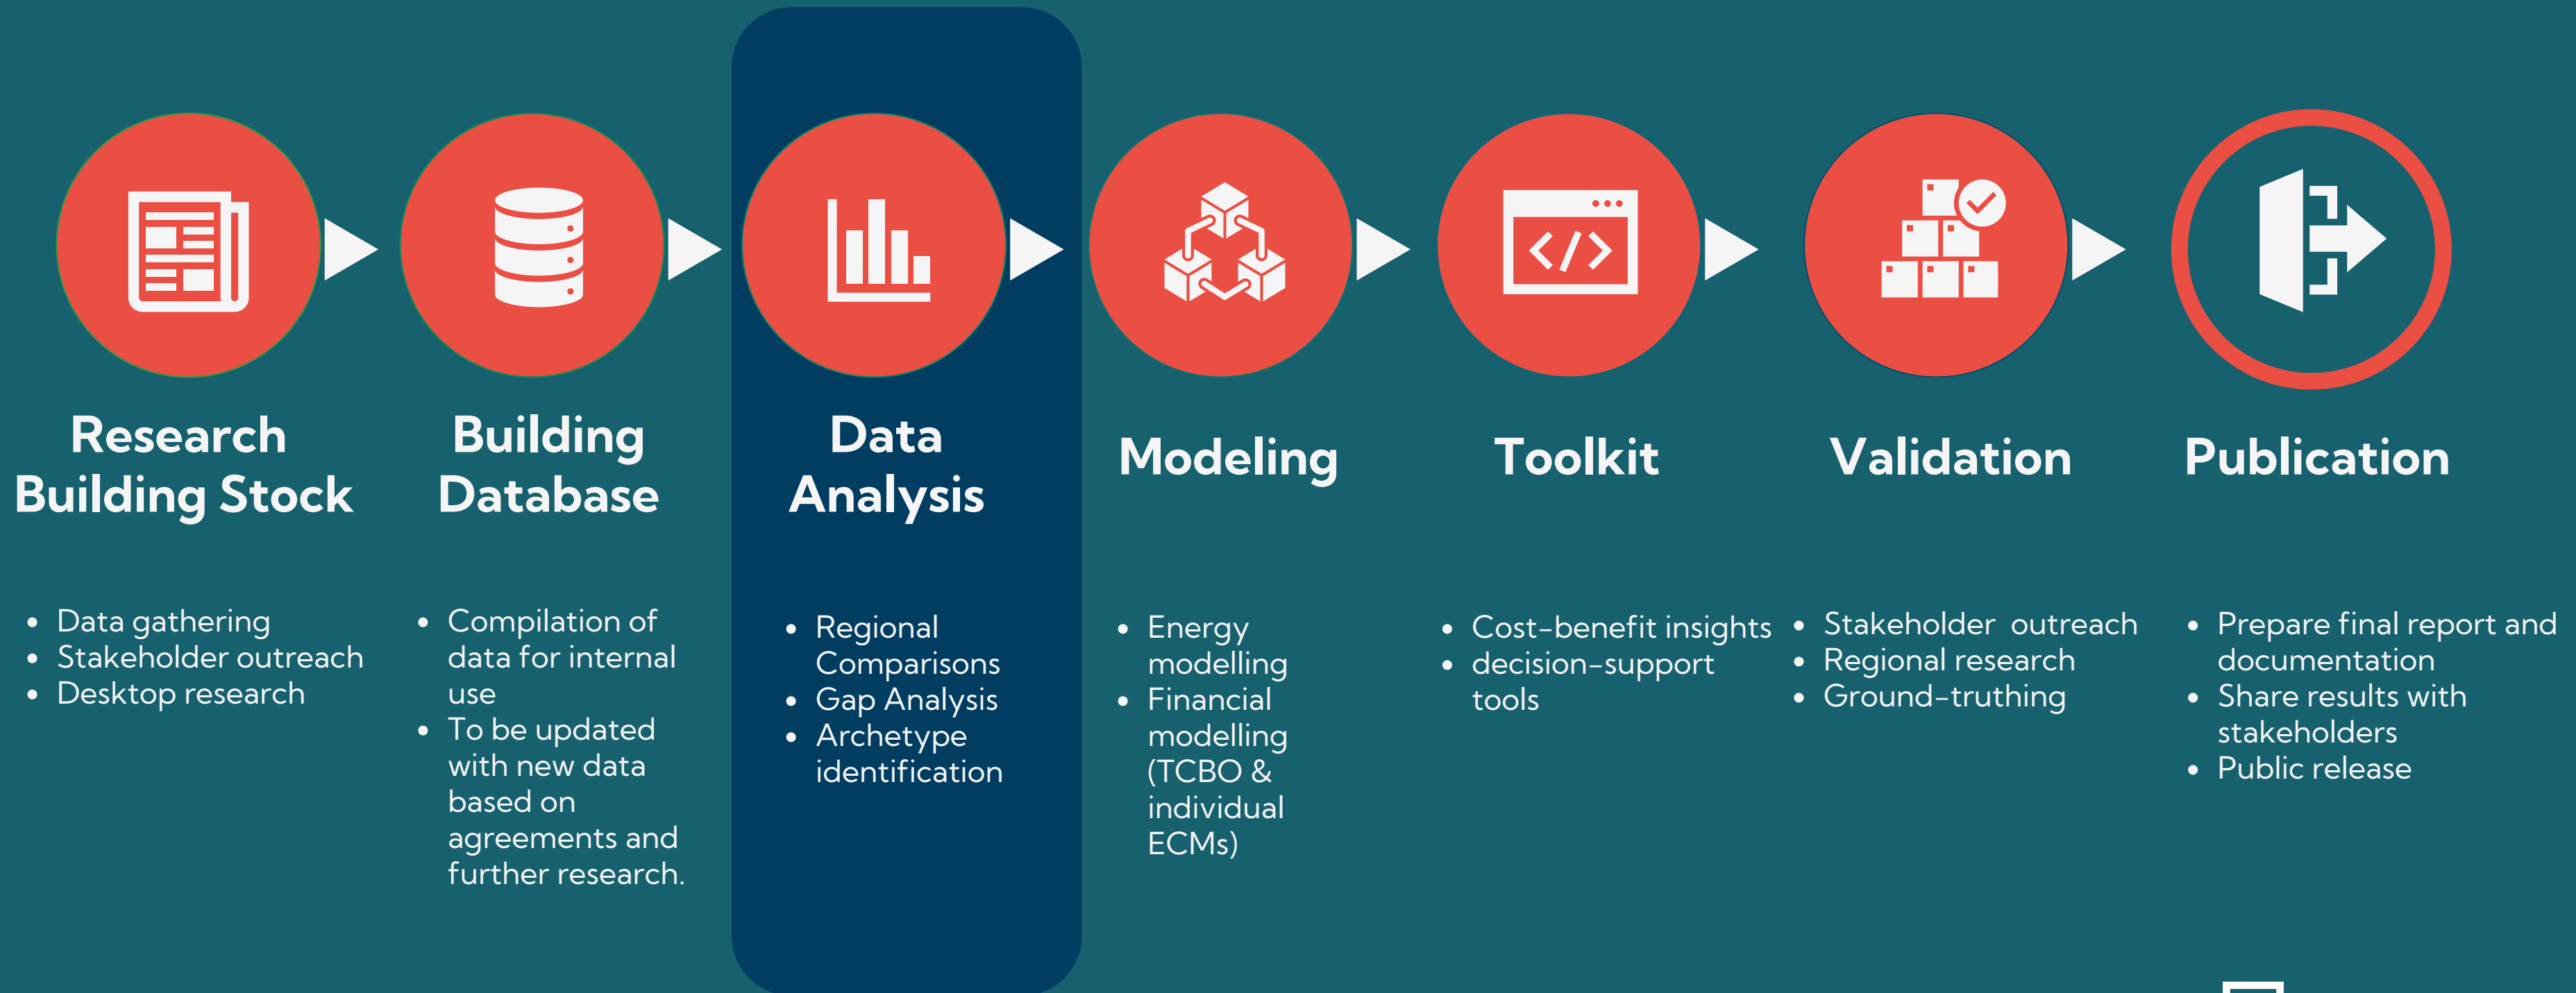 Research
Building Stock
• Data gathering
• Stakeholder outreach
• Desktop research
Building
Database
• Compilation of
data for internal
use
• To be updated
with new data
based on
agreements and
further research.
Data
Analysis
• Regional
Comparisons
• Gap Analysis
• Archetype
identification
Modeling
• Energy
modelling
• Financial
modelling
(TCBO &
individual
ECMs)
Toolkit
• Cost-benefit insights
• decision-support
tools
Validation
• Stakeholder  outreach
• Regional research
• Ground-truthing
Publication
• Prepare final report and
documentation
• Share results with
stakeholders
• Public release